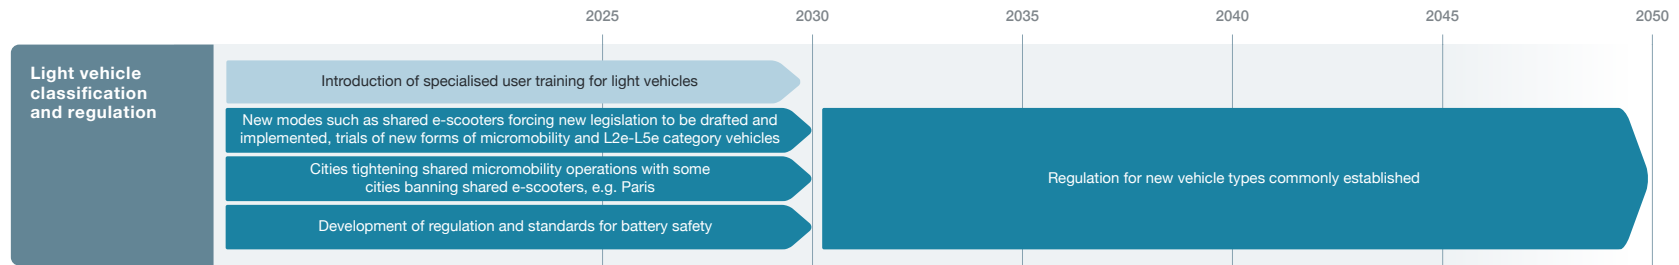 2025 2030 2035 2040 2045 2050
Light vehicle
classification
and regulation
Introduction of specialised user training for light vehicles
New modes such as shared e-scooters forcing new legislation to be drafted and
implemented, trials of new forms of micromobility and L2e-L5e category vehicles
Cities tightening shared micromobility operations with some
cities banning shared e-scooters, e.g. Paris
Development of regulation and standards for battery safety
Regulation for new vehicle types commonly established